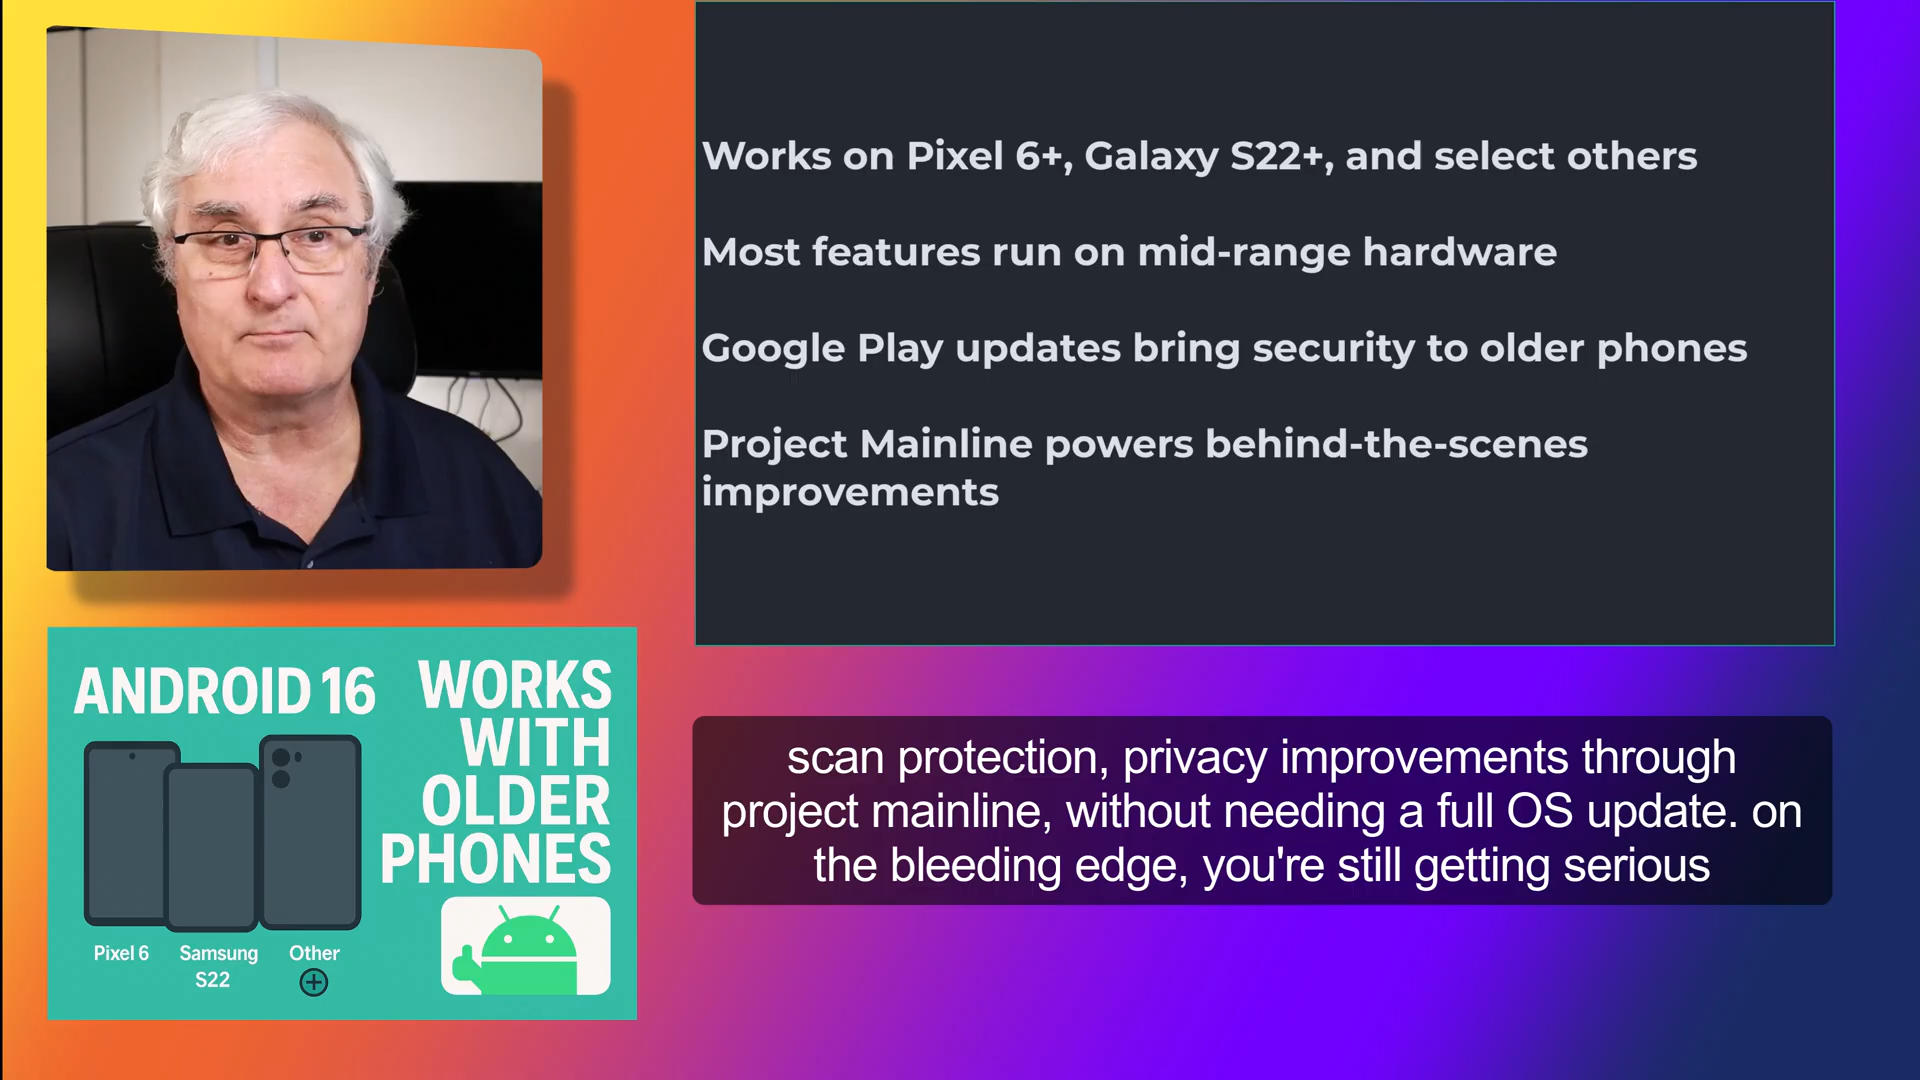 Works on Pixel 6+, Galaxy S22+, and select others
Most features run on mid-range hardware
Google Play updates bring security to older phones
Project Mainline powers behind-the-scenes
improvements
ANDROID 16
WORKS
WITH
OLDER
PHONES
Pixel 6
Samsung
S22
Other
scan protection, privacy improvements through
project mainline, without needing a full OS update. on
the bleeding edge, you're still getting serious